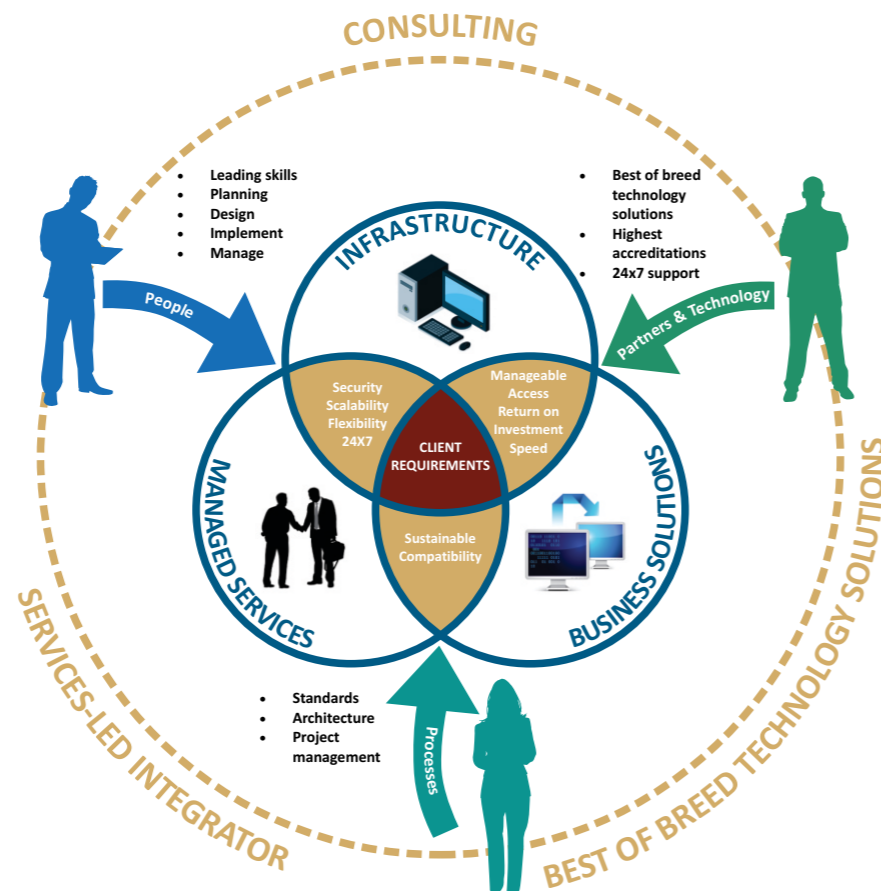 CONSULTING
• Leading skills
• Planning
• Design
• Implement
• Manage
• Best of breed
technology
solutions
• Highest
accreditations
• 24x7 support
People
Partners & Technology
INFRASTRUCTURE
Security
Scalability
Flexibility
24X7
Manageable
Access
Return on
Investment
Speed
CLIENT
REQUIREMENTS
MANAGED SERVICES
BUSINESS SOLUTIONS
Sustainable
Compatibility
• Standards
• Architecture
• Project
management
Processes
SERVICES-LED INTEGRATOR
BEST OF BREED TECHNOLOGY SOLUTIONS